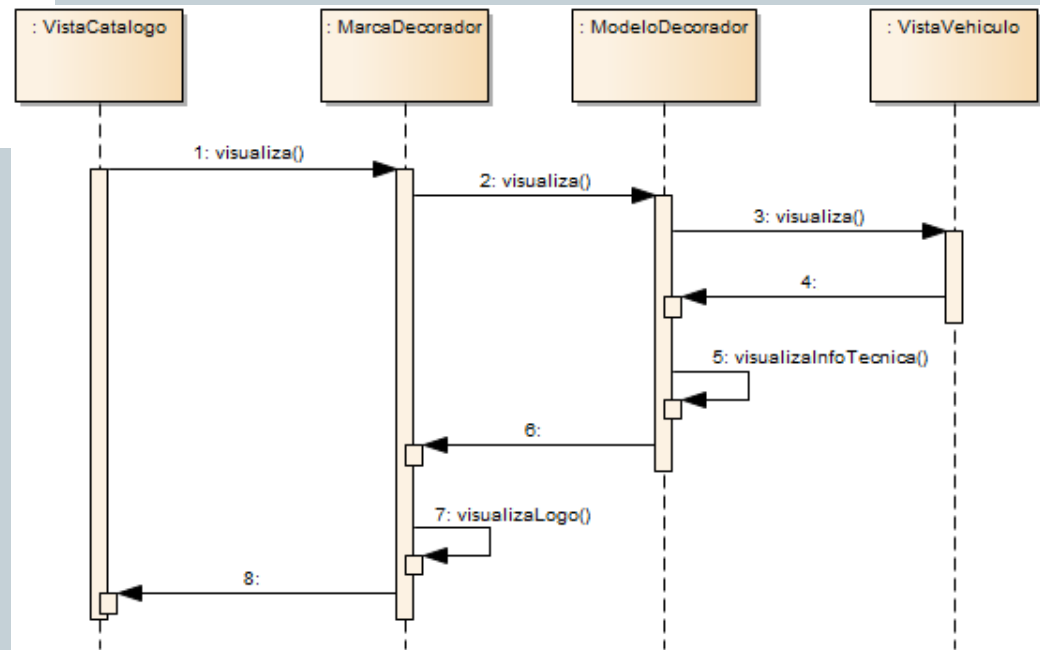 : VistaCatalogo
: MarcaDecorador
: ModeloDecorador
: VistaVehiculo
1: visualiza()
2: visualiza()
3: visualiza()
4:
5: visualizaInfoTecnica()
6:
7: visualizaLogo()
8: